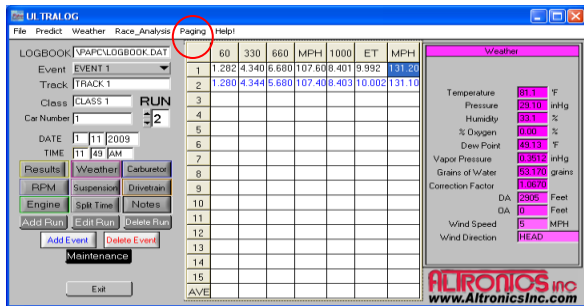 ULTRALOG
File Predict Weather Race_Analysis Paging Help!
LOGBOOK \PAPC\LOGBOOK.DAT
Event EVENT 1
Track TRACK 1
Class CLASS 1 RUN
Car Number 1 2
DATE 1 11 2009
TIME 11 49 AM
Results Weather Carburetor
RPM Suspension Drivetrain
Engine Split Time Notes
Add Run Edit Run Delete Run
Add Event Delete Event
Maintenance
Exit
60 330 660 MPH 1000 ET MPH
1 1.282 4.340 6.680 107.60 8.401 9.992 131.20
2 1.280 4.344 5.680 107.40 8.403 10.002 131.10
3
4
5
6
7
8
9
10
11
12
13
14
15
AVE
Weather
Temperature 81.1 °F
Pressure 29.10 inHg
Humidity 33.1 %
% Oxygen 0.00 %
Dew Point 49.13 °F
Vapor Pressure 0.3512 inHg
Grains of Water 53.170 grains
Correction Factor 1.0670
DA 2905 Feet
OA 0 Feet
Wind Speed 5 MPH
Wind Direction HEAD
ALTRONICS INC
www.AltronicsInc.com